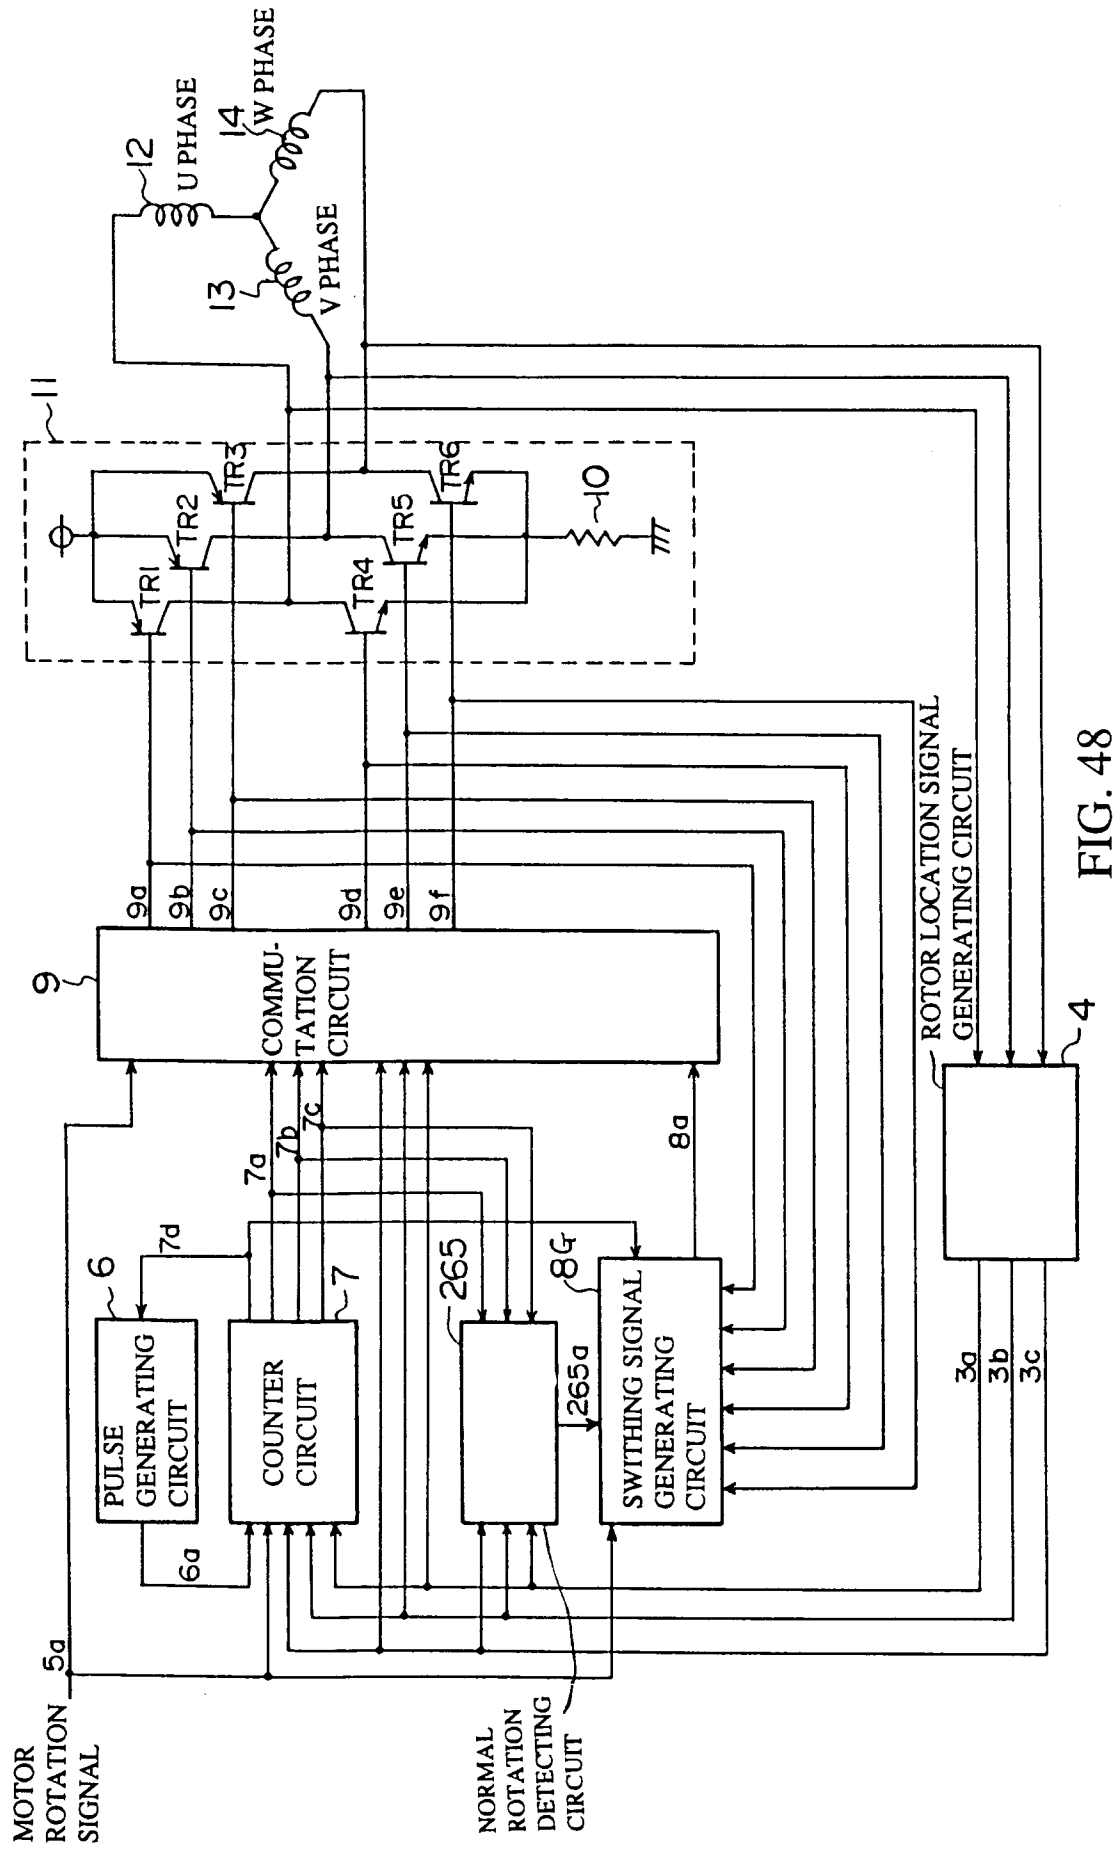 MOTOR
ROTATION
SIGNAL
5a
6
PULSE
GENERATING
CIRCUIT
6a
7d
7
COUNTER
CIRCUIT
7a
7b
7c
265
265a
NORMAL
ROTATION
DETECTING
CIRCUIT
8G
SWITHING SIGNAL
GENERATING
CIRCUIT
8a
9
COMMU-
TATION
CIRCUIT
9a
9b
9c
9d
9e
9f
11
TR1
TR2
TR3
TR4
TR5
TR6
10
12
U PHASE
13
V PHASE
14
W PHASE
ROTOR LOCATION SIGNAL
GENERATING CIRCUIT
4
3a
3b
3c
FIG. 48